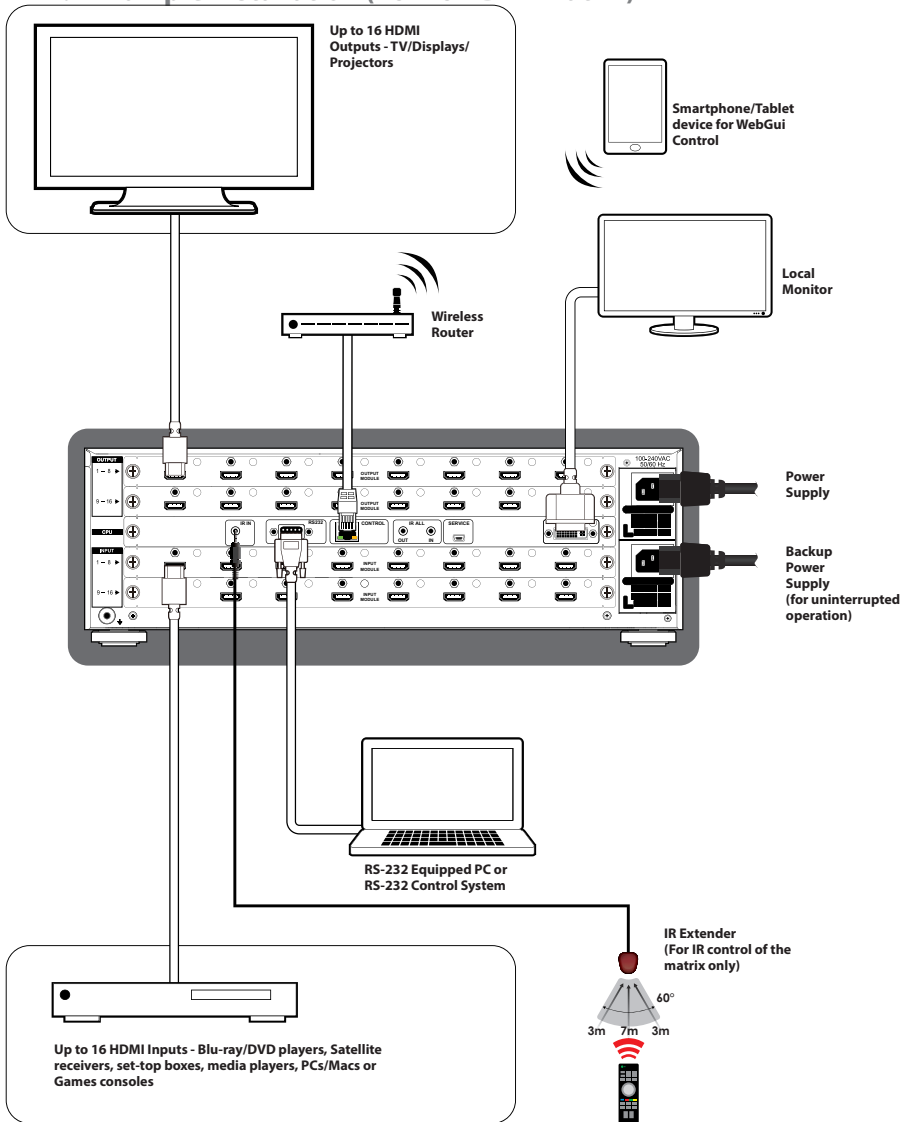 Up to 16 HDMI
Outputs - TV/Displays/
Projectors
Smartphone/Tablet
device for WebGui
Control
Local
Monitor
Wireless
Router
OUTPUT
1 – 8
OUTPUT
MODULE
100-240VAC
50/60 Hz
Power
Supply
9 – 16
OUTPUT
MODULE
CPU
IR IN
RS232
CONTROL
IR ALL
OUT
IN
SERVICE
INPUT
1 – 8
INPUT
MODULE
Backup
Power
Supply
(for uninterrupted
operation)
9 – 16
INPUT
MODULE
RS-232 Equipped PC or
RS-232 Control System
IR Extender
(For IR control of the
matrix only)
60°
3m 7m 3m
Up to 16 HDMI Inputs - Blu-ray/DVD players, Satellite
receivers, set-top boxes, media players, PCs/Macs or
Games consoles